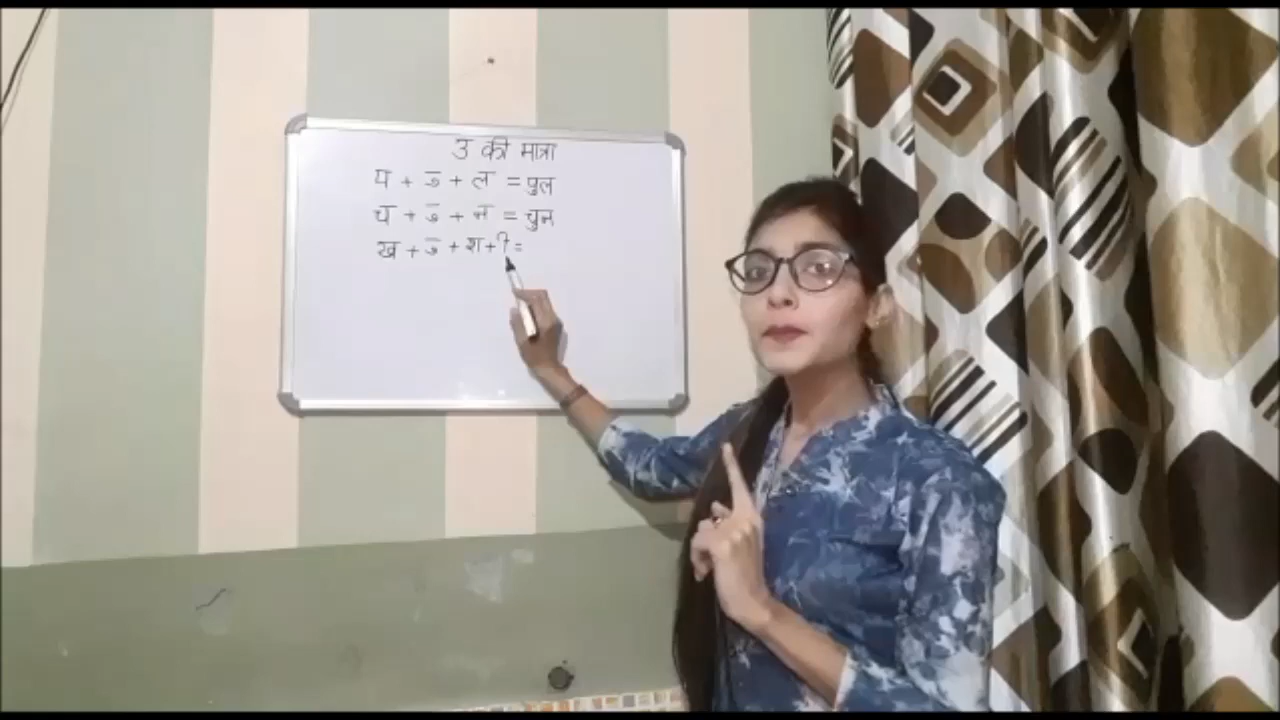 उ की मात्रा
प + ु + ल = पुल
च + ु + न = चुन
ख + ु + श + ी =